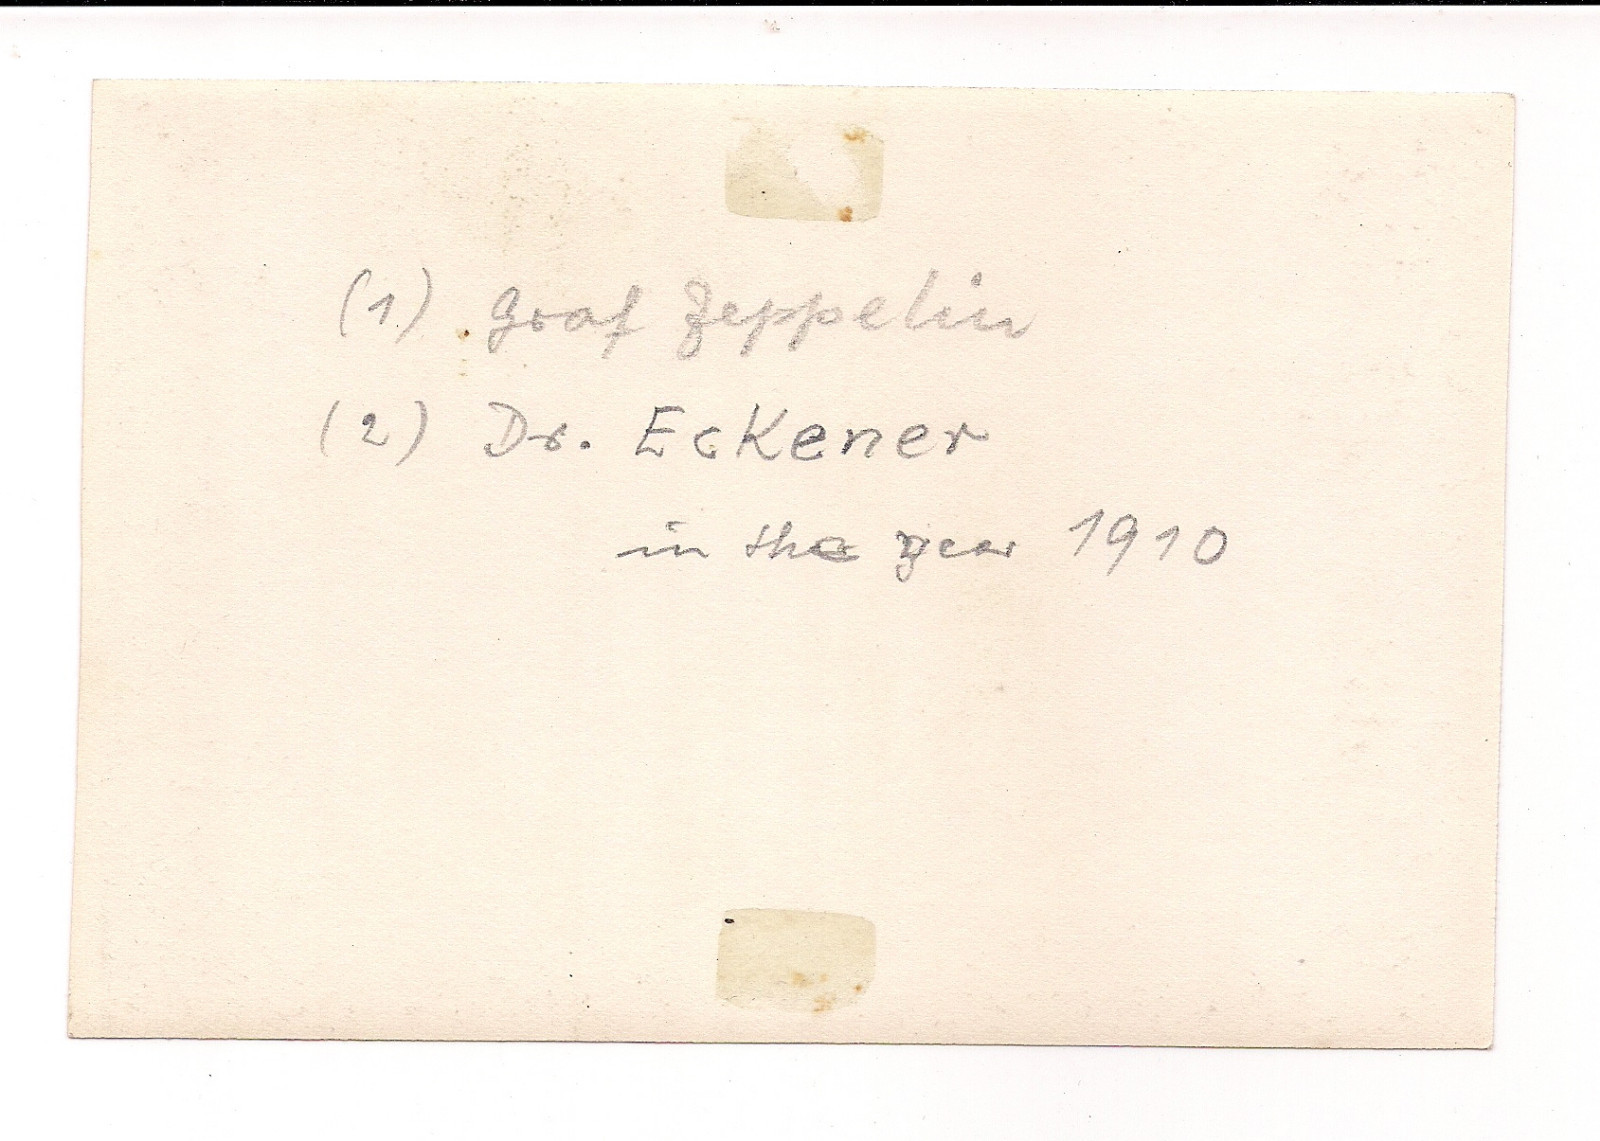 (1) Graf Zeppelin
(2) Dr. Eckener
in the year 1910